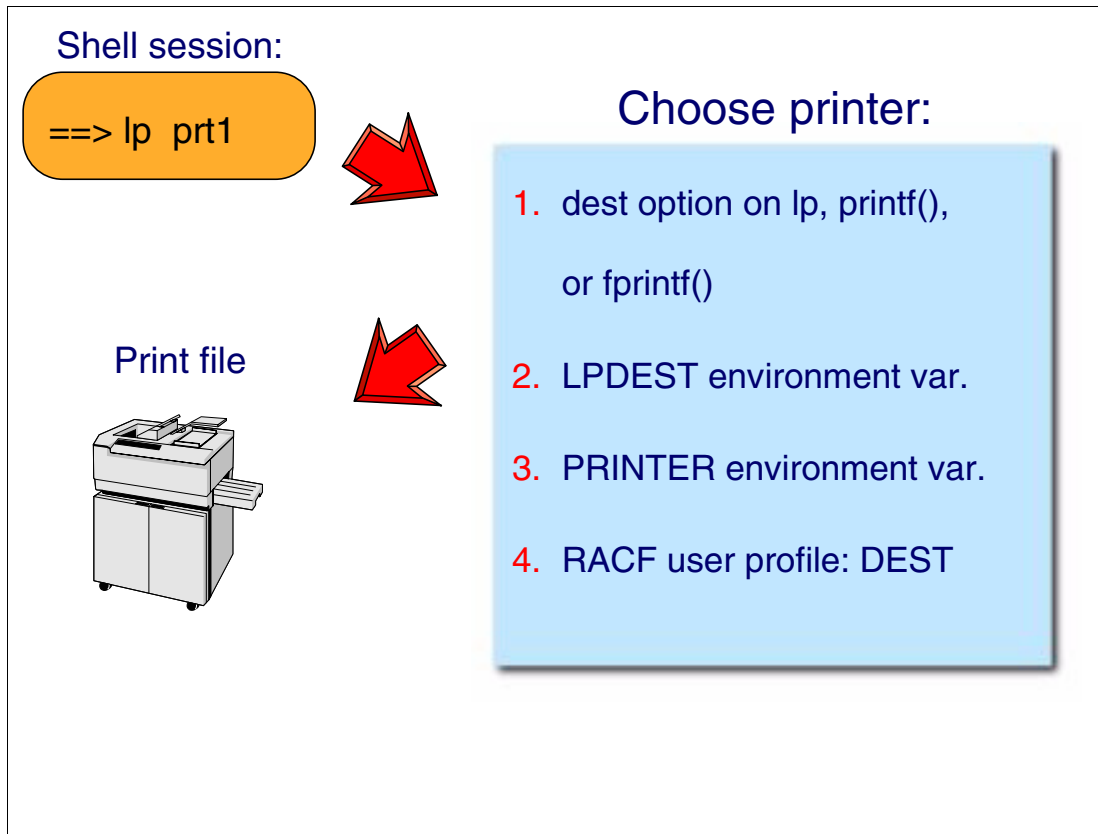 Shell session:
==> lp prt1
Choose printer:
1. dest option on lp, printf(),
or fprintf()
2. LPDEST environment var.
3. PRINTER environment var.
4. RACF user profile: DEST
Print file